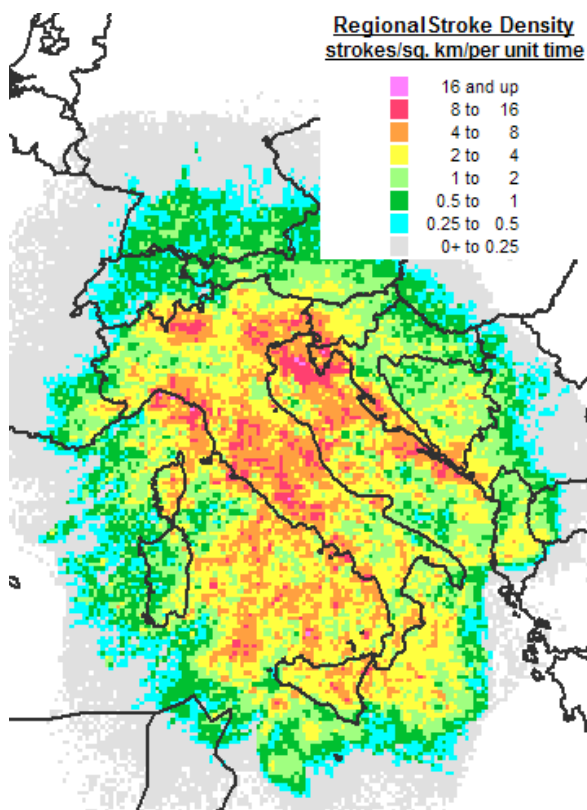 Regional Stroke Density
strokes/sq. km/per unit time
16 and up
8 to 16
4 to 8
2 to 4
1 to 2
0.5 to 1
0.25 to 0.5
0+ to 0.25